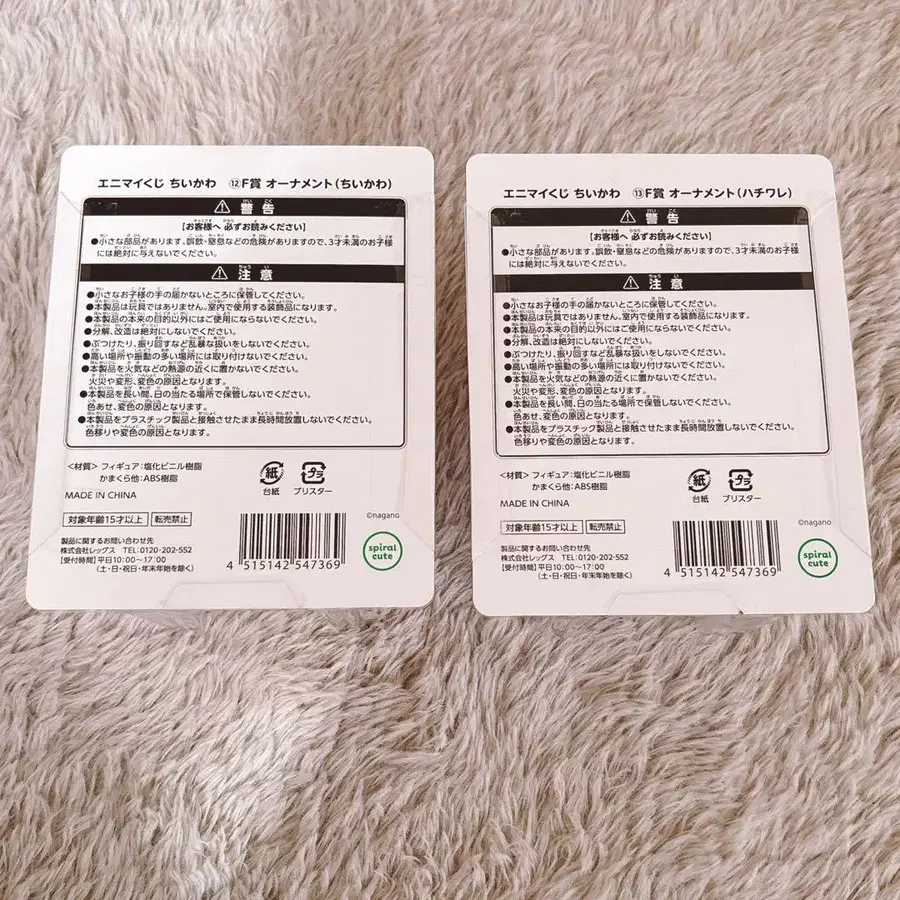 エニマイくじ ちいかわ ⑫F賞 オーナメント(ちいかわ)
⚠ 警告
【お客様へ 必ずお読みください】
●小さな部品があります。誤飲・窒息などの危険がありますので、3才未満のお子様
には絶対に与えないでください。
⚠ 注意
●小さなお子様の手の届かないところに保管してください。
●本製品は玩具ではありません。室内で使用する装飾品になります。
●本製品の本来の目的以外にはご使用にならないでください。
●分解、改造は絶対にしないでください。
●ぶつけたり、振り回すなど乱暴な扱いをしないでください。
●高い場所や振動の多い場所には取り付けないでください。
●本製品を火気などの熱源の近くに置かないでください。
火災や変形、変色の原因となります。
●本製品を長い間、日の当たる場所で保管しないでください。
色あせ、変色の原因となります。
●本製品をプラスチック製品と接触させたまま長時間放置しないでください。
色移りや変色の原因となります。
<材質> フィギュア:塩化ビニル樹脂
かまくら他:ABS樹脂
MADE IN CHINA
紙
台紙
プラ
ブリスター
対象年齢15才以上 転売禁止
©nagano
製品に関するお問い合わせ先
株式会社レッグス TEL:0120-202-552
【受付時間】平日10:00~17:00
(土・日・祝日・年末年始を除く)
4 515142 547369
spiral
cute
エニマイくじ ちいかわ ⑬F賞 オーナメント(ハチワレ)
⚠ 警告
【お客様へ 必ずお読みください】
●小さな部品があります。誤飲・窒息などの危険がありますので、3才未満のお子様
には絶対に与えないでください。
⚠ 注意
●小さなお子様の手の届かないところに保管してください。
●本製品は玩具ではありません。室内で使用する装飾品になります。
●本製品の本来の目的以外にはご使用にならないでください。
●分解、改造は絶対にしないでください。
●ぶつけたり、振り回すなど乱暴な扱いをしないでください。
●高い場所や振動の多い場所には取り付けないでください。
●本製品を火気などの熱源の近くに置かないでください。
火災や変形、変色の原因となります。
●本製品を長い間、日の当たる場所で保管しないでください。
色あせ、変色の原因となります。
●本製品をプラスチック製品と接触させたまま長時間放置しないでください。
色移りや変色の原因となります。
<材質> フィギュア:塩化ビニル樹脂
かまくら他:ABS樹脂
MADE IN CHINA
紙
台紙
プラ
ブリスター
対象年齢15才以上 転売禁止
©nagano
製品に関するお問い合わせ先
株式会社レッグス TEL:0120-202-552
【受付時間】平日10:00~17:00
(土・日・祝日・年末年始を除く)
4 515142 547369
spiral
cute